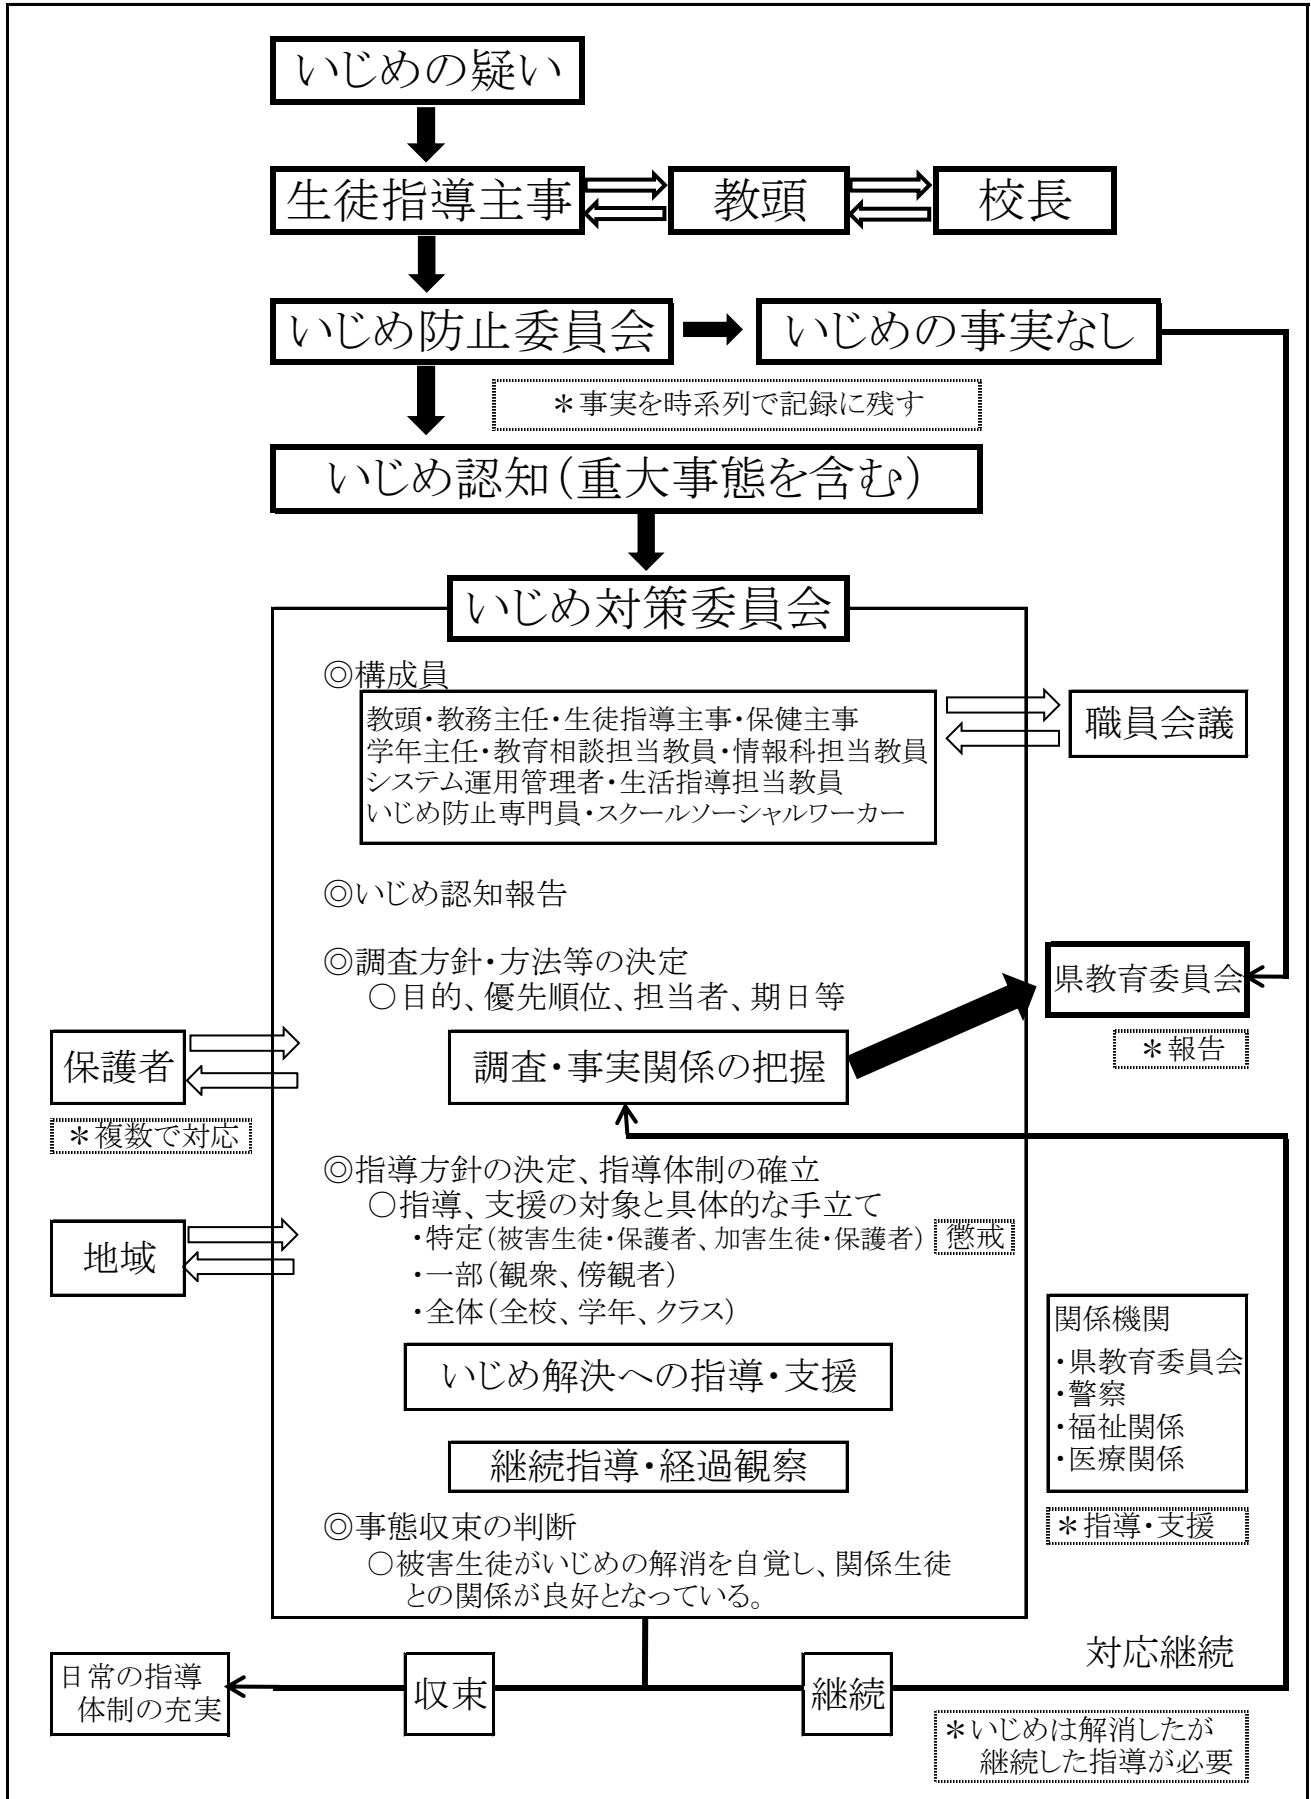 いじめの疑い
生徒指導主事
教頭
校長
いじめ防止委員会
いじめの事実なし
＊事実を時系列で記録に残す
いじめ認知（重大事態を含む）
いじめ対策委員会
◎構成員
教頭・教務主任・生徒指導主事・保健主事
学年主任・教育相談担当教員・情報科担当教員
システム運用管理者・生活指導担当教員
いじめ防止専門員・スクールソーシャルワーカー
職員会議
◎いじめ認知報告
◎調査方針・方法等の決定
○目的、優先順位、担当者、期日等
県教育委員会
＊報告
保護者
＊複数で対応
調査・事実関係の把握
◎指導方針の決定、指導体制の確立
○指導、支援の対象と具体的な手立て
・特定（被害生徒・保護者、加害生徒・保護者）
懲戒
・一部（観衆、傍観者）
・全体（全校、学年、クラス）
地域
いじめ解決への指導・支援
継続指導・経過観察
関係機関
・県教育委員会
・警察
・福祉関係
・医療関係
＊指導・支援
◎事態収束の判断
○被害生徒がいじめの解消を自覚し、関係生徒
との関係が良好となっている。
日常の指導
体制の充実
収束
継続
対応継続
＊いじめは解消したが
継続した指導が必要